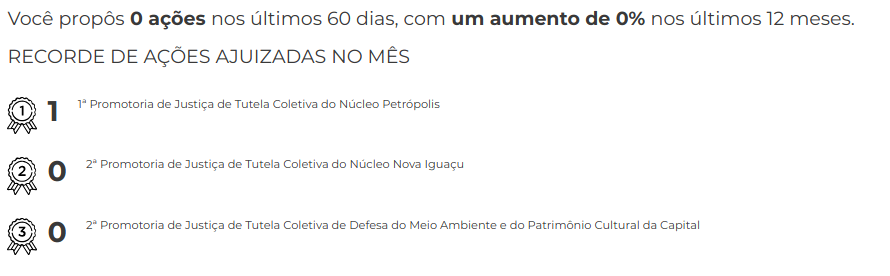 Você propôs 0 ações nos últimos 60 dias, com um aumento de 0% nos últimos 12 meses.
RECORDE DE AÇÕES AJUIZADAS NO MÊS
1 1 1ª Promotoria de Justiça de Tutela Coletiva do Núcleo Petrópolis
2 0 2ª Promotoria de Justiça de Tutela Coletiva do Núcleo Nova Iguaçu
3 0 2ª Promotoria de Justiça de Tutela Coletiva de Defesa do Meio Ambiente e do Patrimônio Cultural da Capital